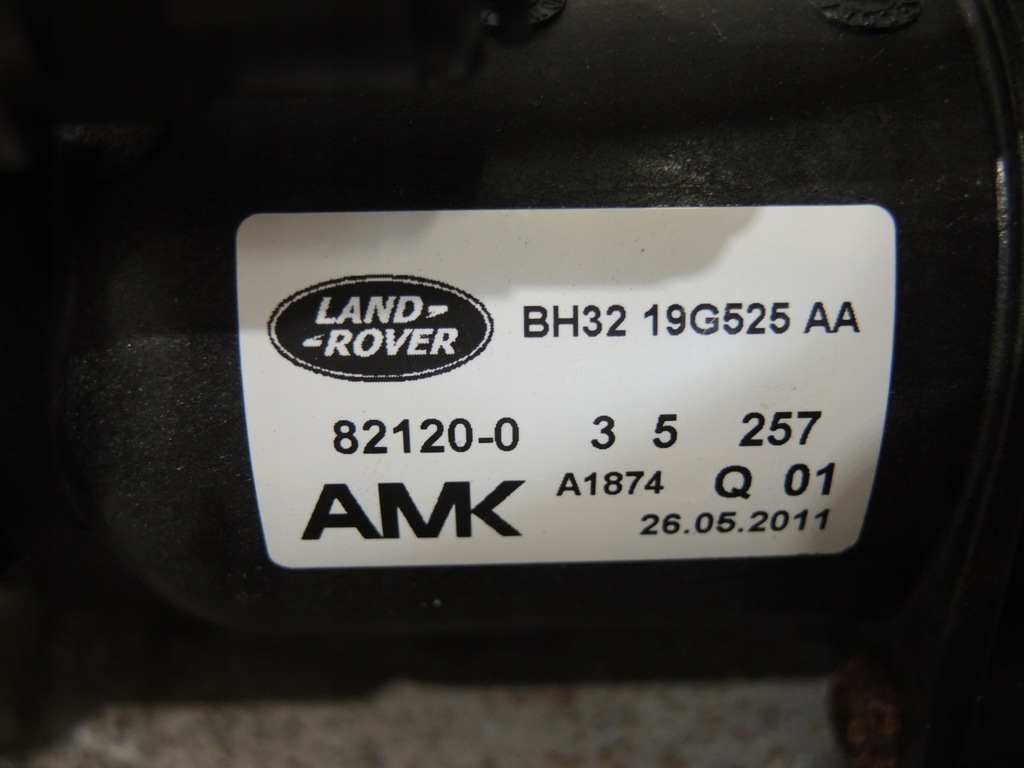 LAND-
-ROVER
BH32 19G525 AA
82120-0 3 5 257
AMK A1874 Q 01
26.05.2011